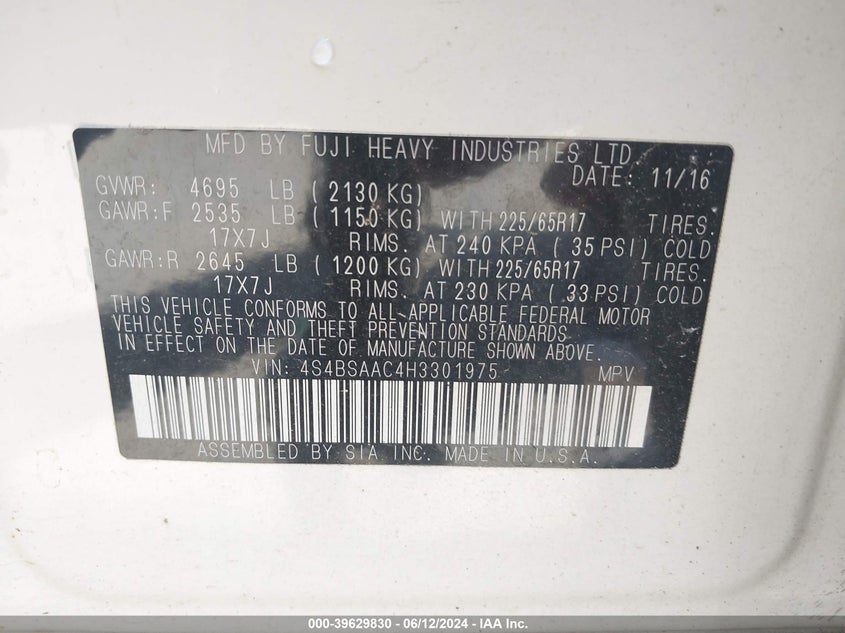 MFD BY FUJI HEAVY INDUSTRIES LTD.
DATE: 11/16
GVWR: 4695 LB ( 2130 KG)
GAWR:F 2535 LB ( 1150 KG) WITH 225/65R17 TIRES.
17X7J RIMS. AT 240 KPA ( 35 PSI) COLD
GAWR:R 2645 LB ( 1200 KG) WITH 225/65R17 TIRES.
17X7J RIMS. AT 230 KPA ( 33 PSI) COLD
THIS VEHICLE CONFORMS TO ALL APPLICABLE FEDERAL MOTOR
VEHICLE SAFETY AND THEFT PREVENTION STANDARDS
IN EFFECT ON THE DATE OF MANUFACTURE SHOWN ABOVE.
VIN: 4S4BSAAC4H3301975 MPV
ASSEMBLED BY SIA INC. MADE IN U.S.A.
000-39629830 - 06/12/2024 - IAA Inc.